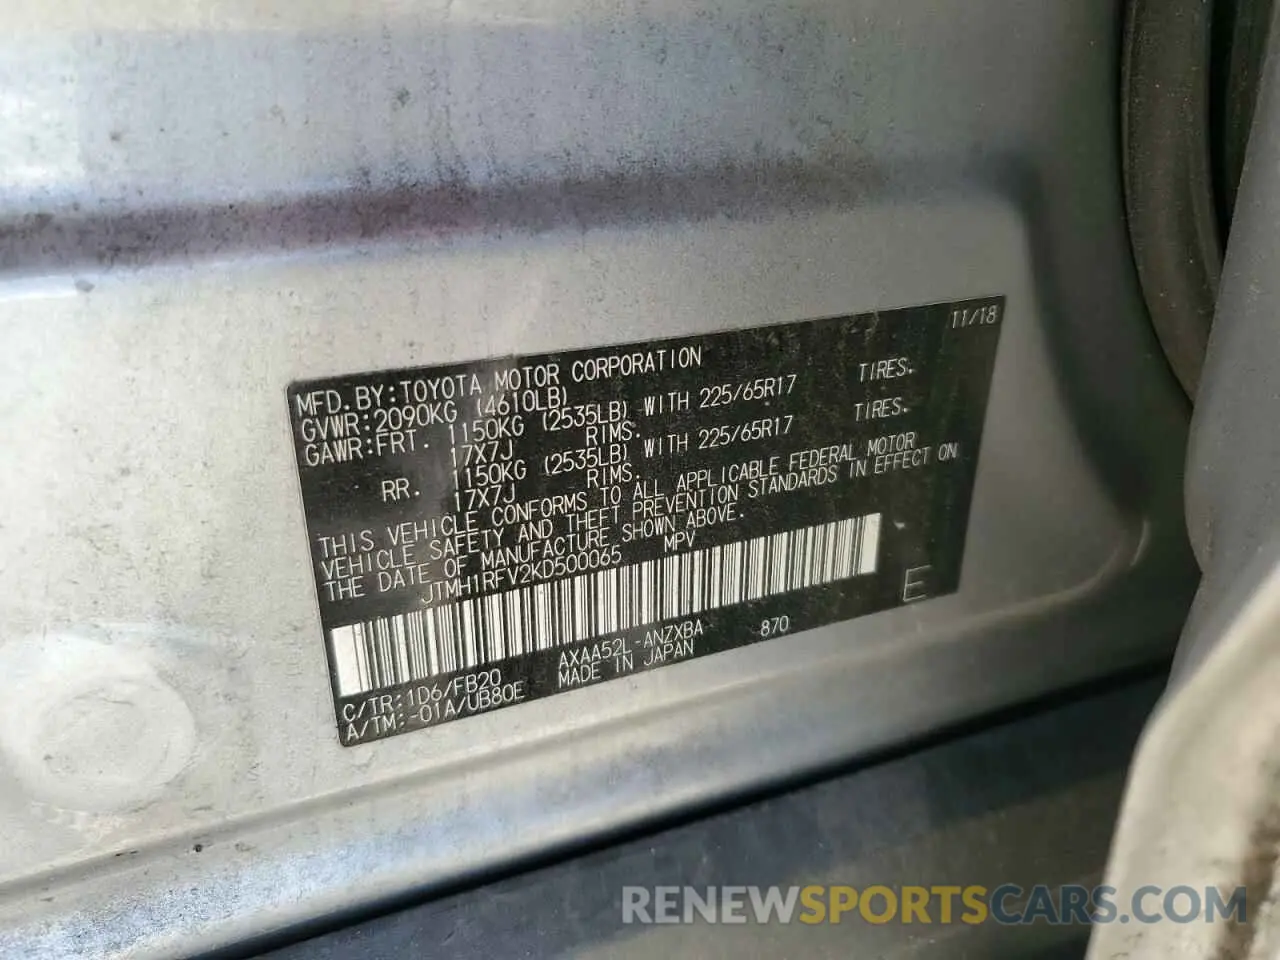 11/18
MFD.BY:TOYOTA MOTOR CORPORATION
GVWR:2090KG (4610LB)
GAWR:FRT. 1150KG (2535LB) WITH 225/65R17 TIRES.
17X7J RIMS.
RR. 1150KG (2535LB) WITH 225/65R17 TIRES.
17X7J RIMS.
THIS VEHICLE CONFORMS TO ALL APPLICABLE FEDERAL MOTOR
VEHICLE SAFETY AND THEFT PREVENTION STANDARDS IN EFFECT ON
THE DATE OF MANUFACTURE SHOWN ABOVE.
JTMH1RFV2KD500065 MPV
E
C/TR:1D6/FB20 AXAA52L-ANZXBA 870
A/TM:-01A/UB80E MADE IN JAPAN
RENEWSPORTSCARS.COM